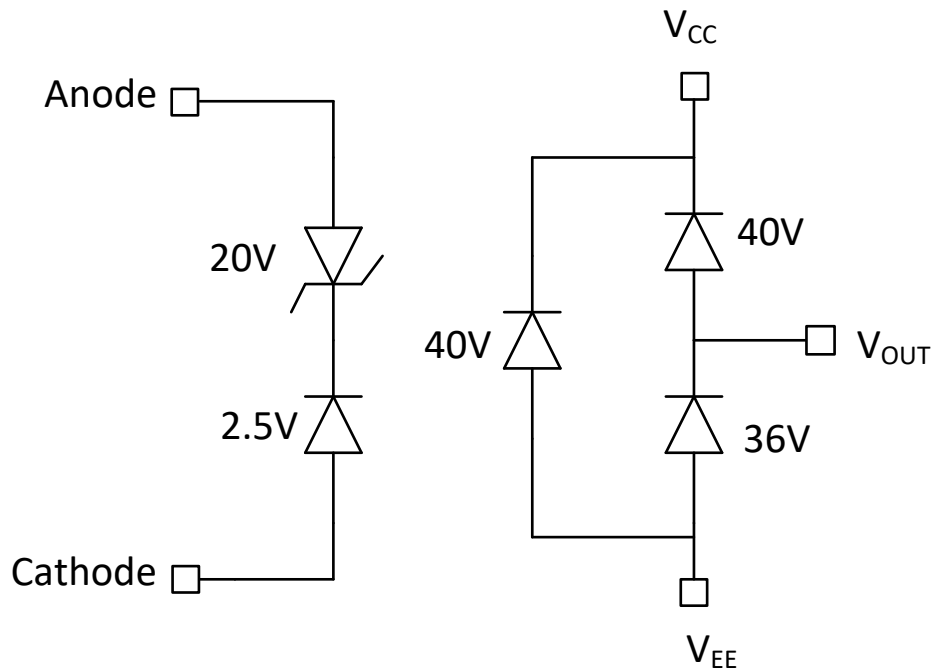 Anode
20V
2.5V
Cathode
V_CC
40V
40V
V_OUT
36V
V_EE